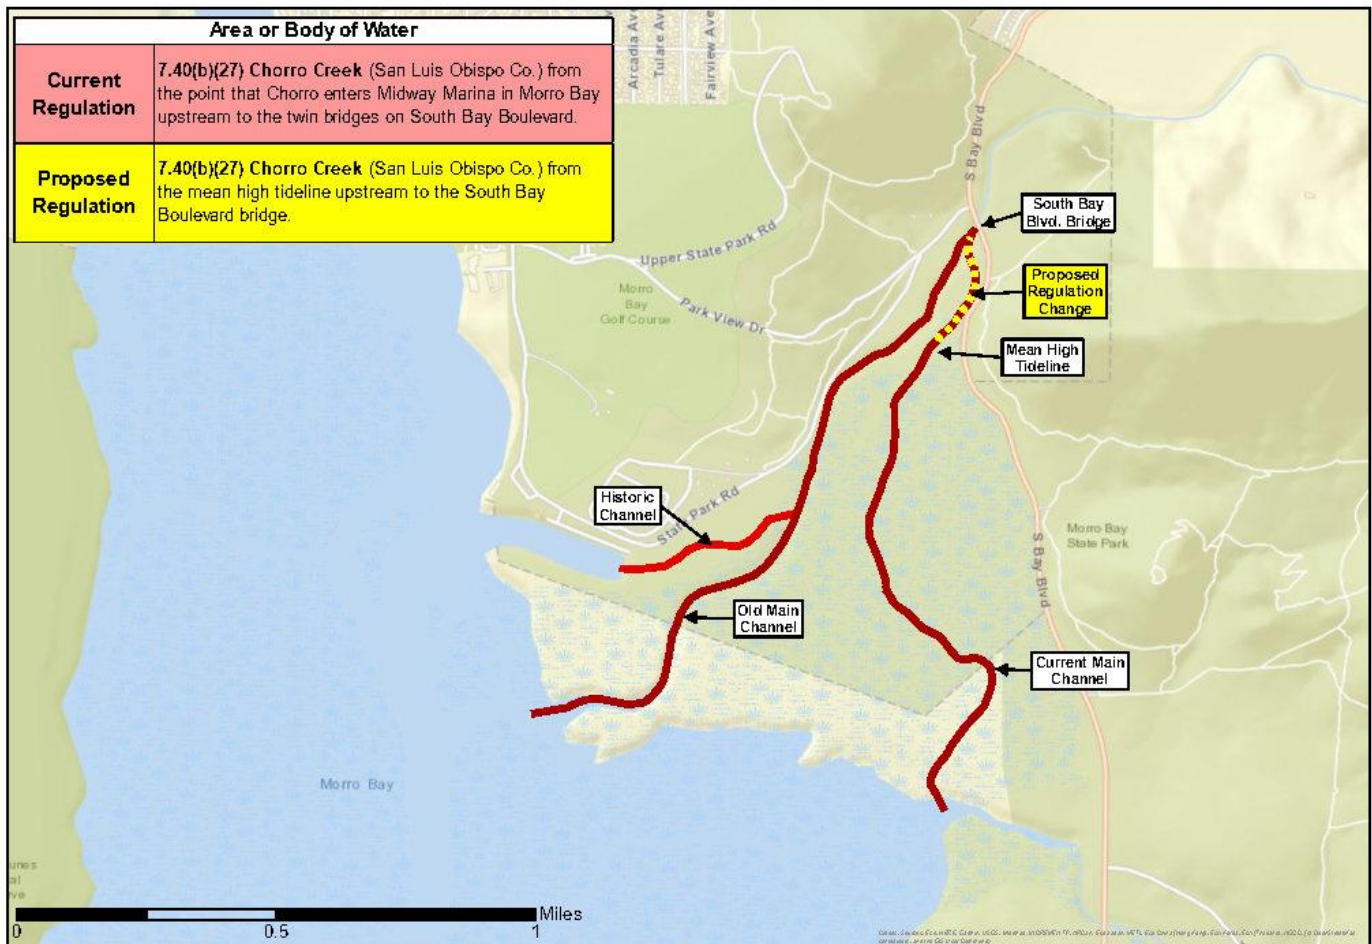 Area or Body of Water
Current
Regulation
7.40(b)(27) Chorro Creek (San Luis Obispo Co.) from
the point that Chorro enters Midway Marina in Morro Bay
upstream to the twin bridges on South Bay Boulevard.
Proposed
Regulation
7.40(b)(27) Chorro Creek (San Luis Obispo Co.) from
the mean high tideline upstream to the South Bay
Boulevard bridge.
Arcadia Ave
Tulare Ave
Fairview Ave
S Bay Blvd
South Bay
Blvd. Bridge
Upper State Park Rd
Proposed
Regulation
Change
Morro
Bay
Golf Course
Park View Dr
Mean High
Tideline
Historic
Channel
State Park Rd
Morro Bay
State Park
S Bay Blvd
Old Main
Channel
Current Main
Channel
Morro Bay
unes
al
ve
Miles
0
0.5
1